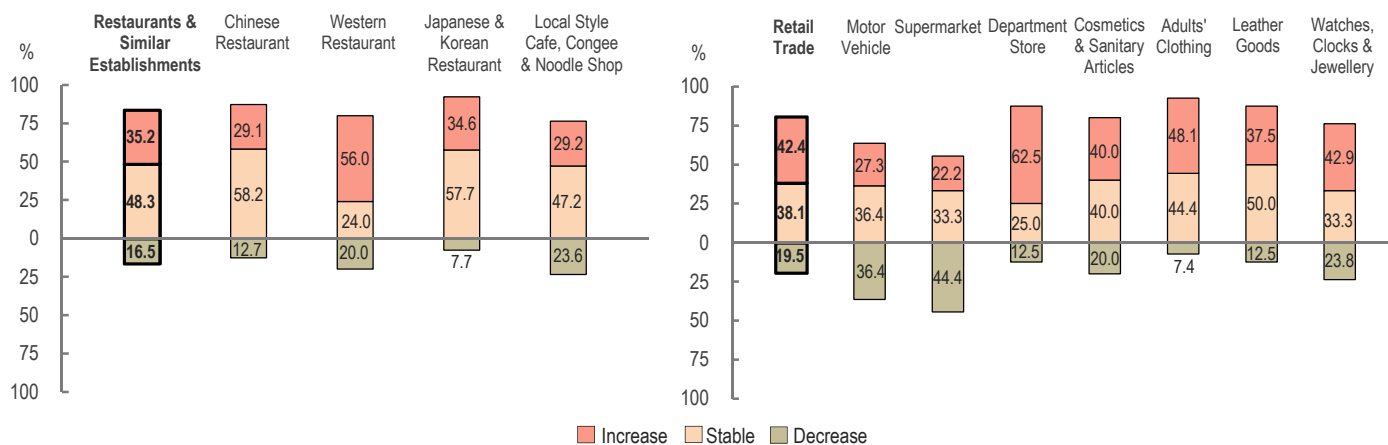 %
Restaurants &
Similar
Establishments
Chinese
Restaurant
Western
Restaurant
Japanese &
Korean
Restaurant
Local Style
Cafe, Congee
& Noodle Shop
100
75
50
25
0
25
50
75
100
35.2
48.3
16.5
29.1
58.2
12.7
56.0
24.0
20.0
34.6
57.7
7.7
29.2
47.2
23.6
%
Retail
Trade
Motor
Vehicle
Supermarket
Department
Store
Cosmetics
& Sanitary
Articles
Adults'
Clothing
Leather
Goods
Watches,
Clocks &
Jewellery
100
75
50
25
0
25
50
75
100
42.4
38.1
19.5
27.3
36.4
36.4
22.2
33.3
44.4
62.5
25.0
12.5
40.0
40.0
20.0
48.1
44.4
7.4
37.5
50.0
12.5
42.9
33.3
23.8
Increase Stable Decrease